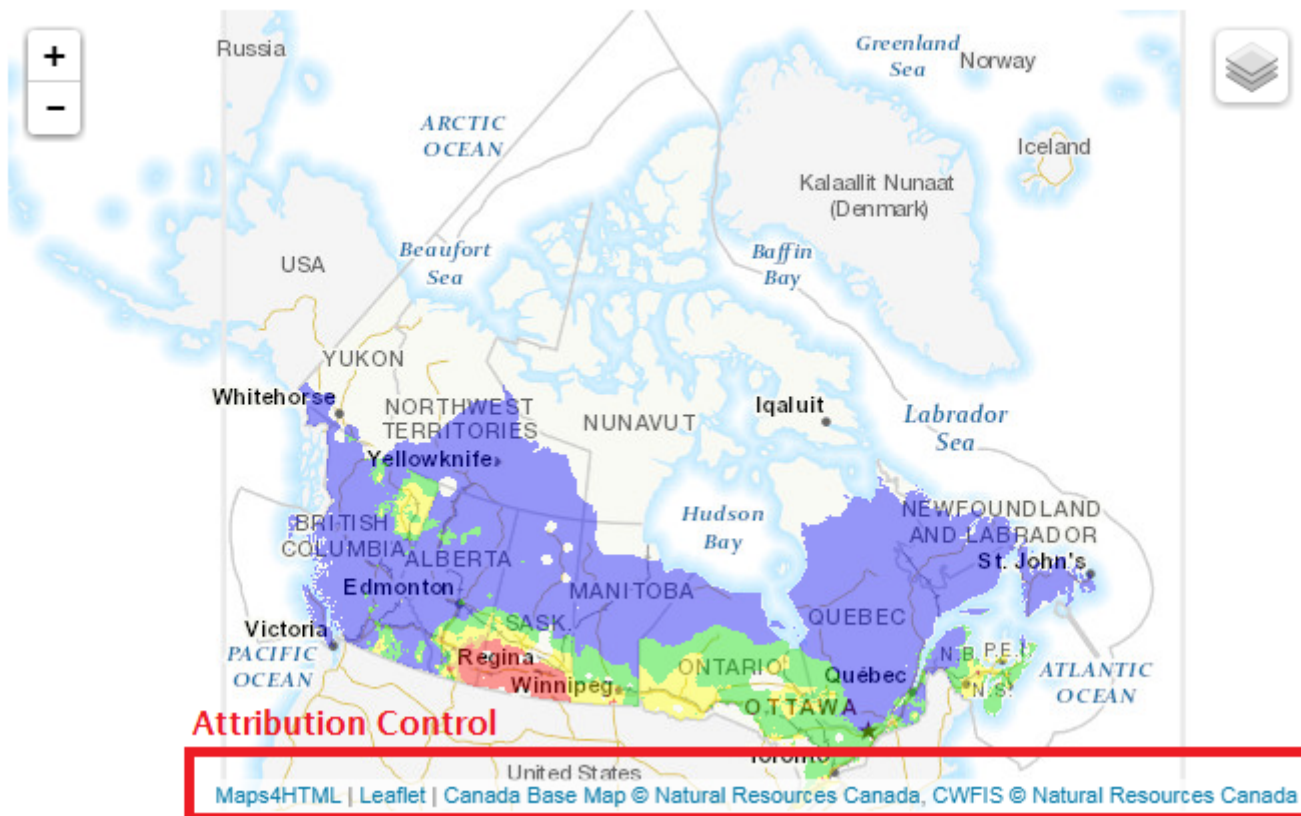 +
−
Russia
Greenland
Sea
Norway
ARCTIC
OCEAN
Iceland
Kalaallit Nunaat
(Denmark)
USA
Beaufort
Sea
Baffin
Bay
YUKON
Whitehorse
NORTHWEST
TERRITORIES
NUNAVUT
Iqaluit
Labrador
Sea
Yellowknife
Hudson
Bay
NEWFOUNDLAND
AND LABRADOR
St. John's
BRITISH
COLUMBIA
ALBERTA
Edmonton
MANITOBA
SASK.
QUEBEC
Victoria
PACIFIC
OCEAN
Regina
Winnipeg
ONTARIO
Québec
N.B.
P.E.I
N.S.
ATLANTIC
OCEAN
OTTAWA
Attribution Control
Toronto
United States
Maps4HTML | Leaflet | Canada Base Map © Natural Resources Canada, CWFIS © Natural Resources Canada